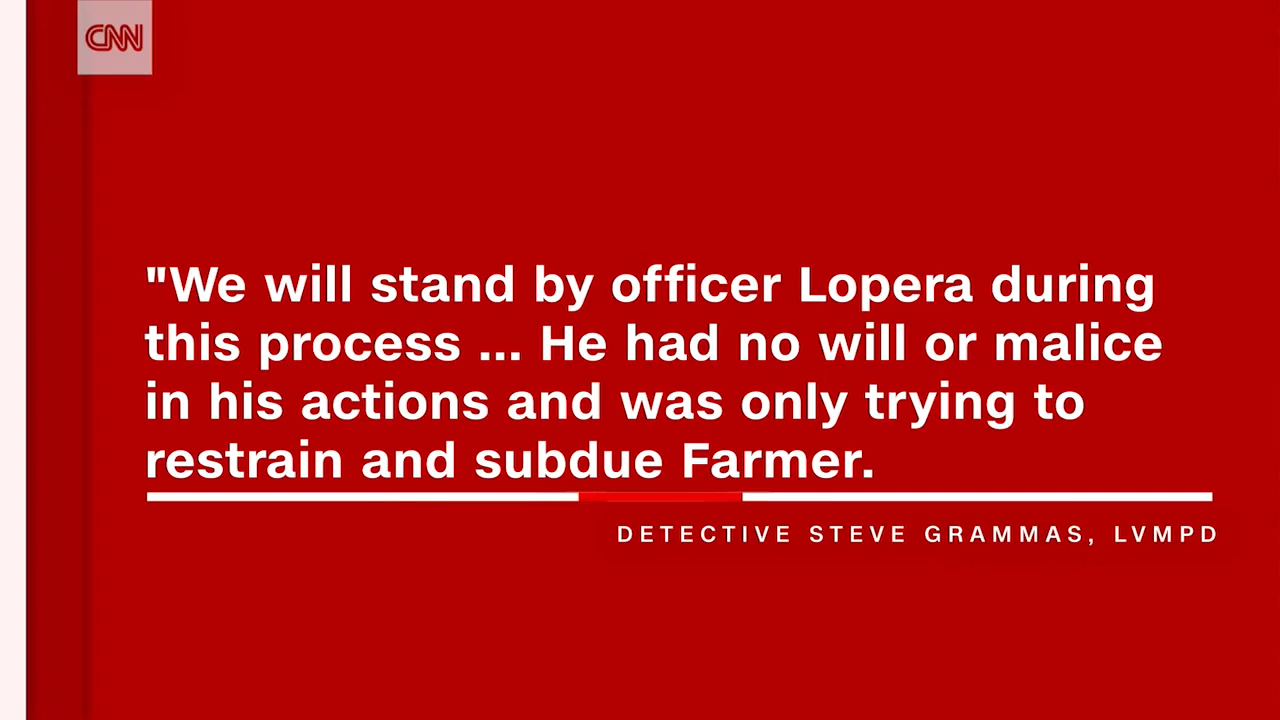 CNN
"We will stand by officer Lopera during
this process ... He had no will or malice
in his actions and was only trying to
restrain and subdue Farmer.
DETECTIVE STEVE GRAMMAS, LVMPD